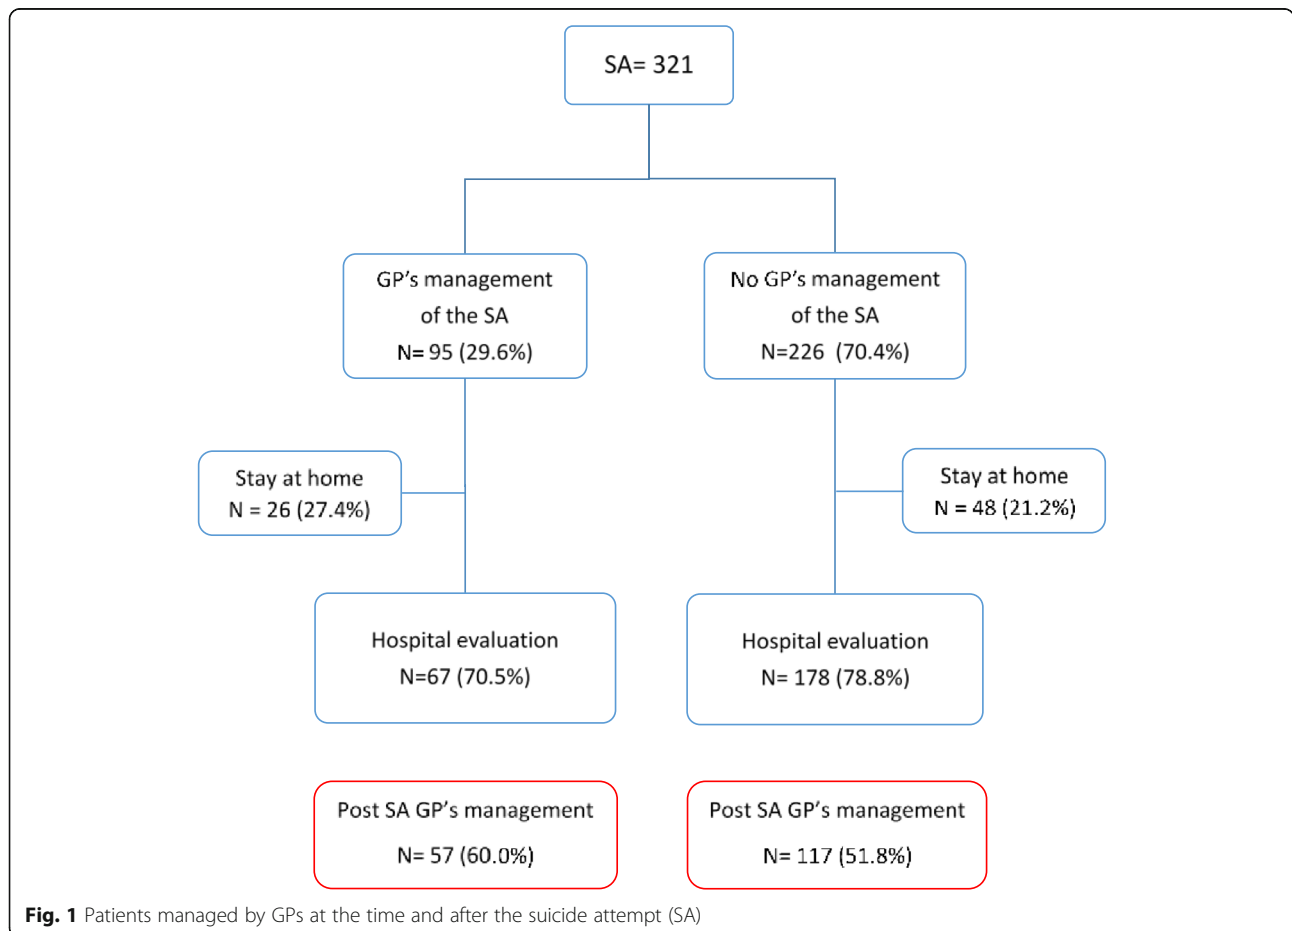 SA= 321
GP's management
of the SA
N= 95 (29.6%)
No GP's management
of the SA
N=226 (70.4%)
Stay at home
N = 26 (27.4%)
Stay at home
N = 48 (21.2%)
Hospital evaluation
N=67 (70.5%)
Hospital evaluation
N= 178 (78.8%)
Post SA GP's management
N= 57 (60.0%)
Post SA GP's management
N= 117 (51.8%)
Fig. 1 Patients managed by GPs at the time and after the suicide attempt (SA)